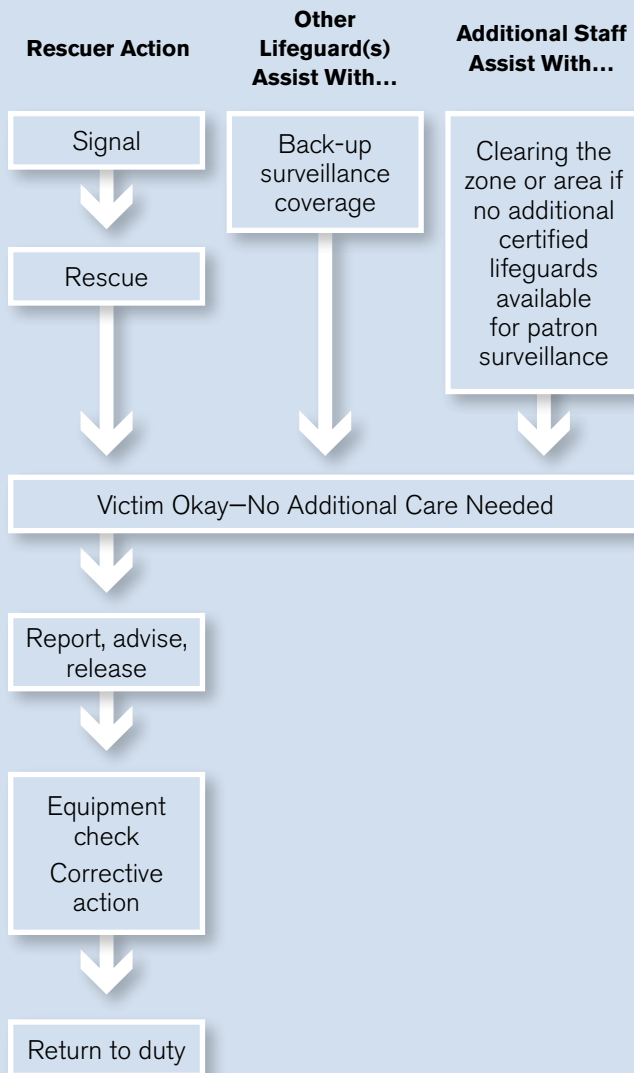 Rescuer Action
Other
Lifeguard(s)
Assist With...
Additional Staff
Assist With...
Signal
Rescue
Back-up
surveillance
coverage
Clearing the
zone or area if
no additional
certified
lifeguards
available
for patron
surveillance
Victim Okay—No Additional Care Needed
Report, advise,
release
Equipment
check
Corrective
action
Return to duty